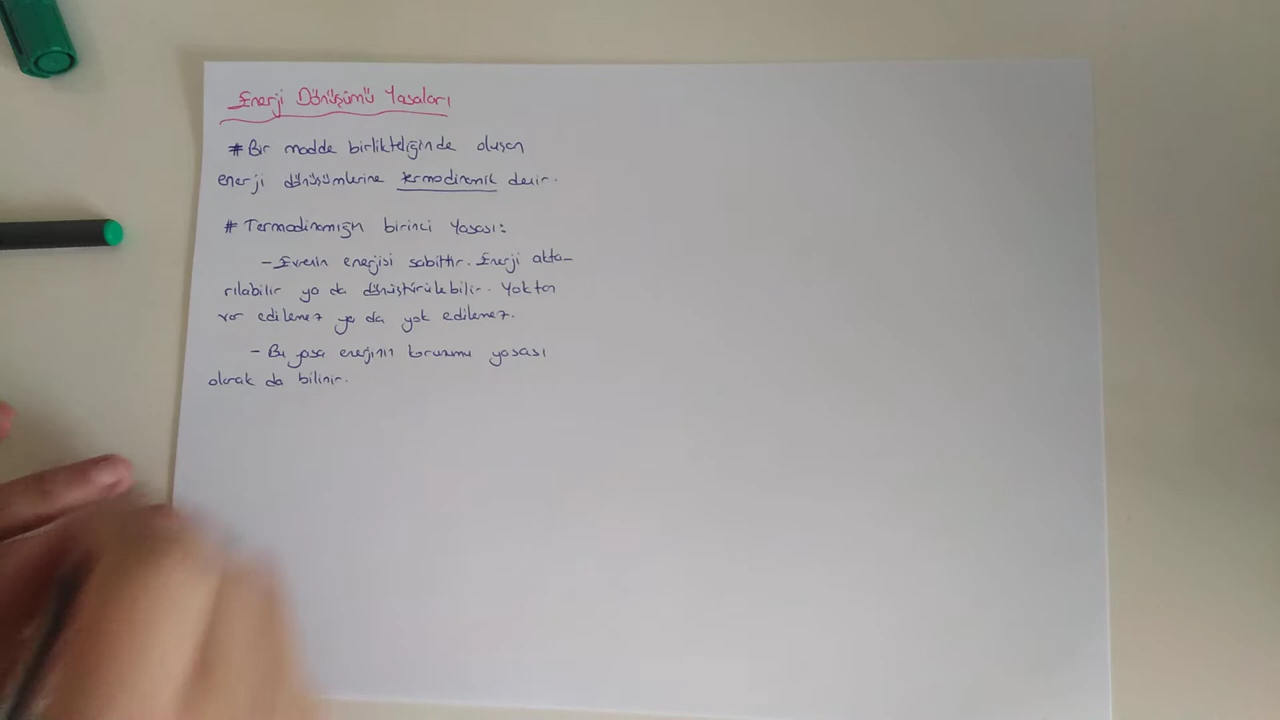 Enerji Dönüşümü Yasaları
# Bir madde birlikteliğinde oluşan
enerji dönüşümlerine termodinamik denir.
# Termodinamiğin birinci Yasası:
- Evrenin enerjisi sabittir. Enerji akta-
rılabilir ya da dönüştürülebilir. Yoktan
var edilemez ya da yok edilemez.
- Bu yasa enerjinin korunumu yasası
olarak da bilinir.